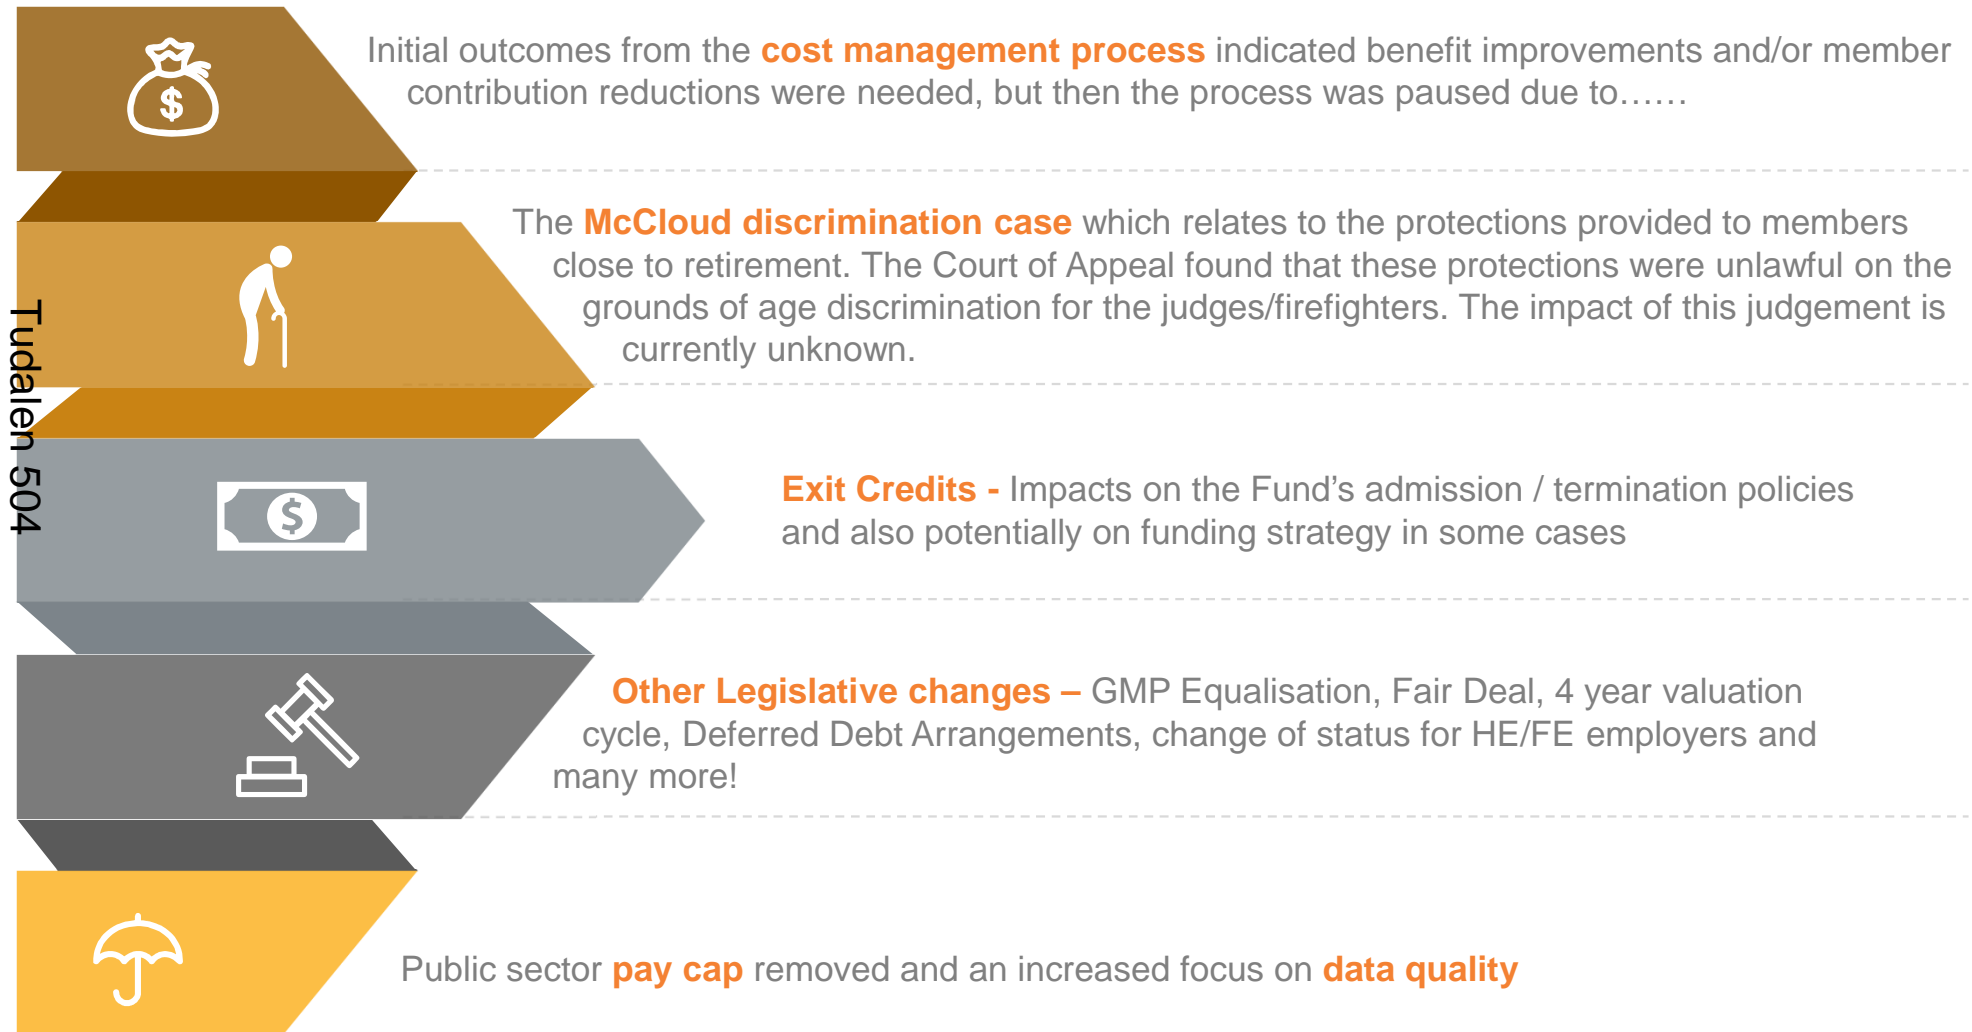 Initial outcomes from the cost management process indicated benefit improvements and/or member
contribution reductions were needed, but then the process was paused due to……
The McCloud discrimination case which relates to the protections provided to members
close to retirement. The Court of Appeal found that these protections were unlawful on the
grounds of age discrimination for the judges/firefighters. The impact of this judgement is
currently unknown.
Tudalen 504
Exit Credits - Impacts on the Fund’s admission / termination policies
and also potentially on funding strategy in some cases
Other Legislative changes – GMP Equalisation, Fair Deal, 4 year valuation
cycle, Deferred Debt Arrangements, change of status for HE/FE employers and
many more!
Public sector pay cap removed and an increased focus on data quality